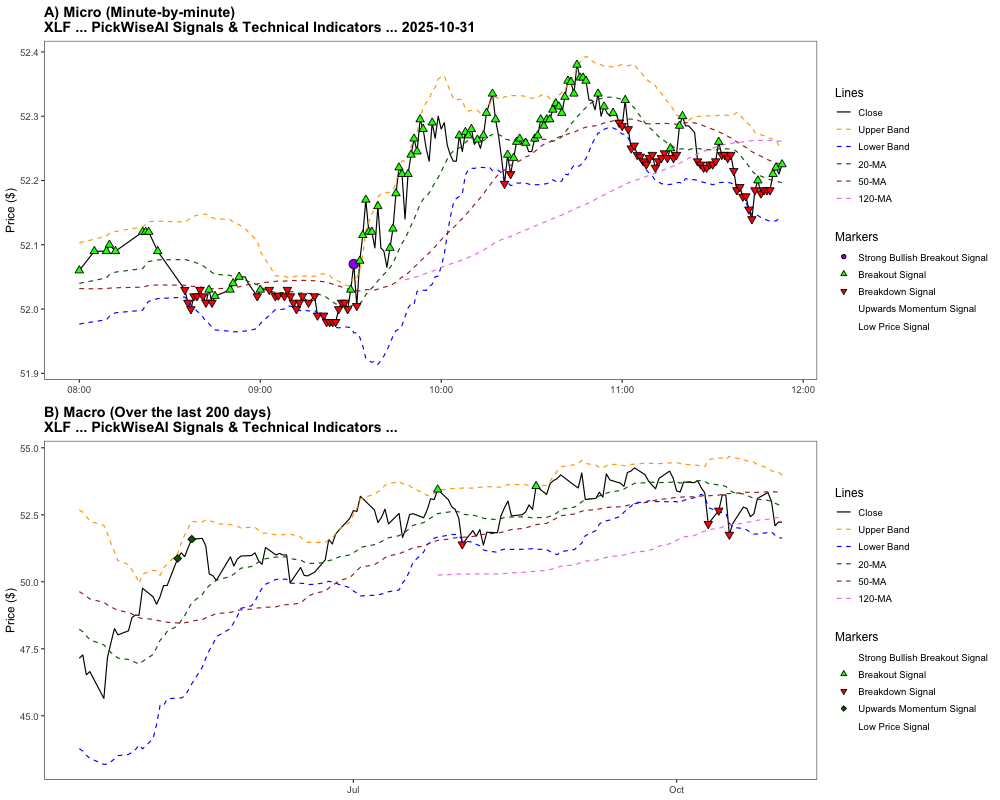 A) Micro (Minute-by-minute)
XLF ... PickWiseAI Signals & Technical Indicators ... 2025-10-31
52.4
52.3
52.2
52.1
52.0
51.9
Price ($)
08:00
09:00
10:00
11:00
12:00
Lines
Close
Upper Band
Lower Band
20-MA
50-MA
120-MA
Markers
Strong Bullish Breakout Signal
Breakout Signal
Breakdown Signal
Upwards Momentum Signal
Low Price Signal
B) Macro (Over the last 200 days)
XLF ... PickWiseAI Signals & Technical Indicators ...
55.0
52.5
50.0
47.5
45.0
Price ($)
Jul
Oct
Lines
Close
Upper Band
Lower Band
20-MA
50-MA
120-MA
Markers
Strong Bullish Breakout Signal
Breakout Signal
Breakdown Signal
Upwards Momentum Signal
Low Price Signal